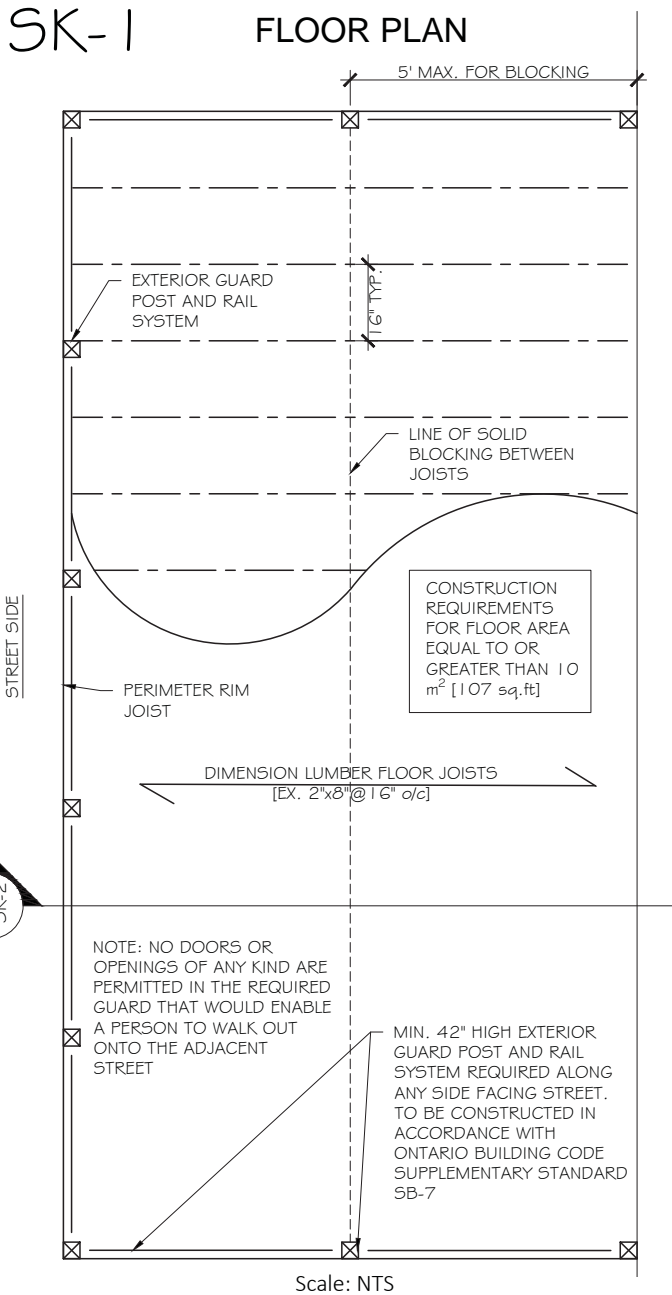 SK-1
FLOOR PLAN
5' MAX. FOR BLOCKING
EXTERIOR GUARD
POST AND RAIL
SYSTEM
16" TYP.
LINE OF SOLID
BLOCKING BETWEEN
JOISTS
CONSTRUCTION
REQUIREMENTS
FOR FLOOR AREA
EQUAL TO OR
GREATER THAN 10
m² [107 sq.ft]
STREET SIDE
PERIMETER RIM
JOIST
DIMENSION LUMBER FLOOR JOISTS
[EX. 2"x8"@16" o/c]
SK-2
NOTE: NO DOORS OR
OPENINGS OF ANY KIND ARE
PERMITTED IN THE REQUIRED
GUARD THAT WOULD ENABLE
A PERSON TO WALK OUT
ONTO THE ADJACENT
STREET
MIN. 42" HIGH EXTERIOR
GUARD POST AND RAIL
SYSTEM REQUIRED ALONG
ANY SIDE FACING STREET.
TO BE CONSTRUCTED IN
ACCORDANCE WITH
ONTARIO BUILDING CODE
SUPPLEMENTARY STANDARD
SB-7
Scale: NTS